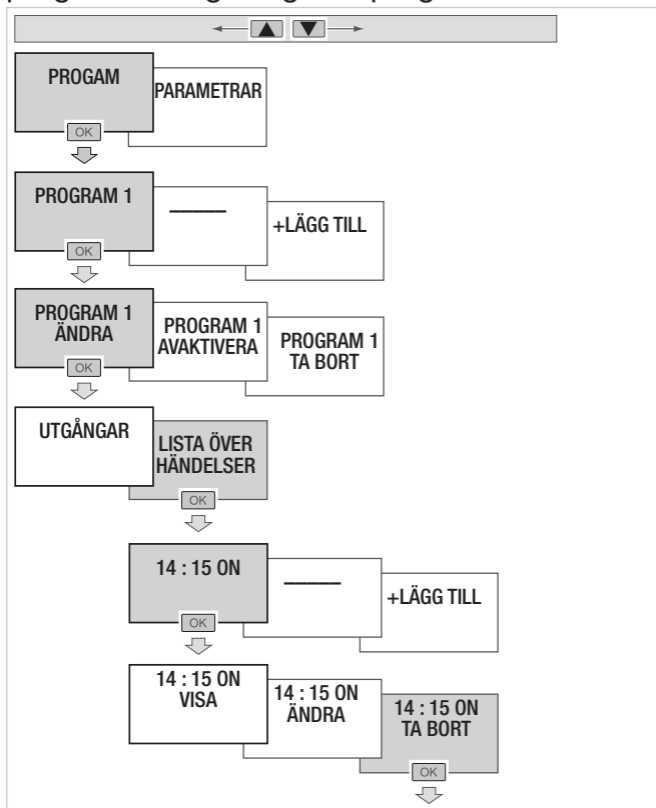 PROGAM
PARAMETRAR
OK
PROGRAM 1
_____
+LÄGG TILL
OK
PROGRAM 1
ÄNDRA
PROGRAM 1
AVAKTIVERA
PROGRAM 1
TA BORT
OK
UTGÅNGAR
LISTA ÖVER
HÄNDELSER
OK
14 : 15 ON
_____
+LÄGG TILL
OK
14 : 15 ON
VISA
14 : 15 ON
ÄNDRA
14 : 15 ON
TA BORT
OK